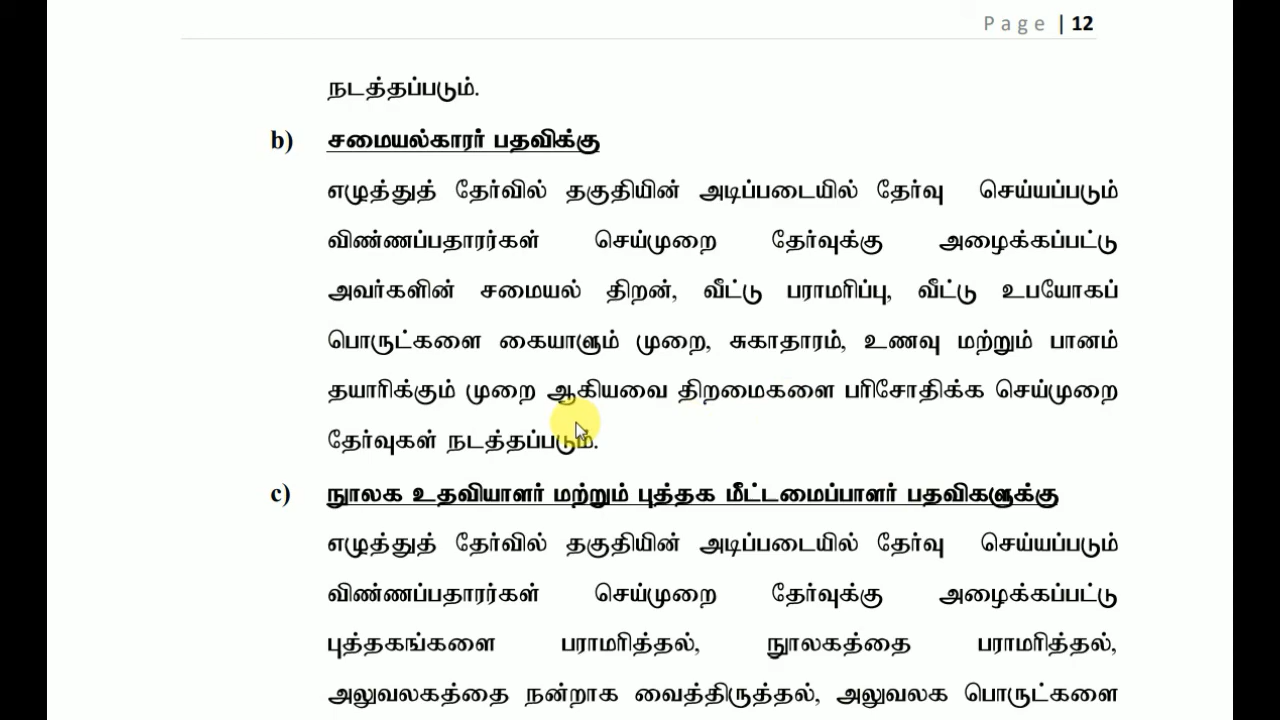 Page | 12
நடத்தப்படும்.
b) சமையல்காரர் பதவிக்கு
எழுத்துத் தேர்வில் தகுதியின் அடிப்படையில் தேர்வு செய்யப்படும்
விண்ணப்பதாரர்கள் செய்முறை தேர்வுக்கு அழைக்கப்பட்டு
அவர்களின் சமையல் திறன், வீட்டு பராமரிப்பு, வீட்டு உபயோகப்
பொருட்களை கையாளும் முறை, சுகாதாரம், உணவு மற்றும் பானம்
தயாரிக்கும் முறை ஆகியவை திறமைகளை பரிசோதிக்க செய்முறை
தேர்வுகள் நடத்தப்படும்.
c) நூலக உதவியாளர் மற்றும் புத்தக மீட்டமைப்பாளர் பதவிகளுக்கு
எழுத்துத் தேர்வில் தகுதியின் அடிப்படையில் தேர்வு செய்யப்படும்
விண்ணப்பதாரர்கள் செய்முறை தேர்வுக்கு அழைக்கப்பட்டு
புத்தகங்களை பராமரித்தல், நூலகத்தை பராமரித்தல்,
அலுவலகத்தை நன்றாக வைத்திருத்தல், அலுவலக பொருட்களை